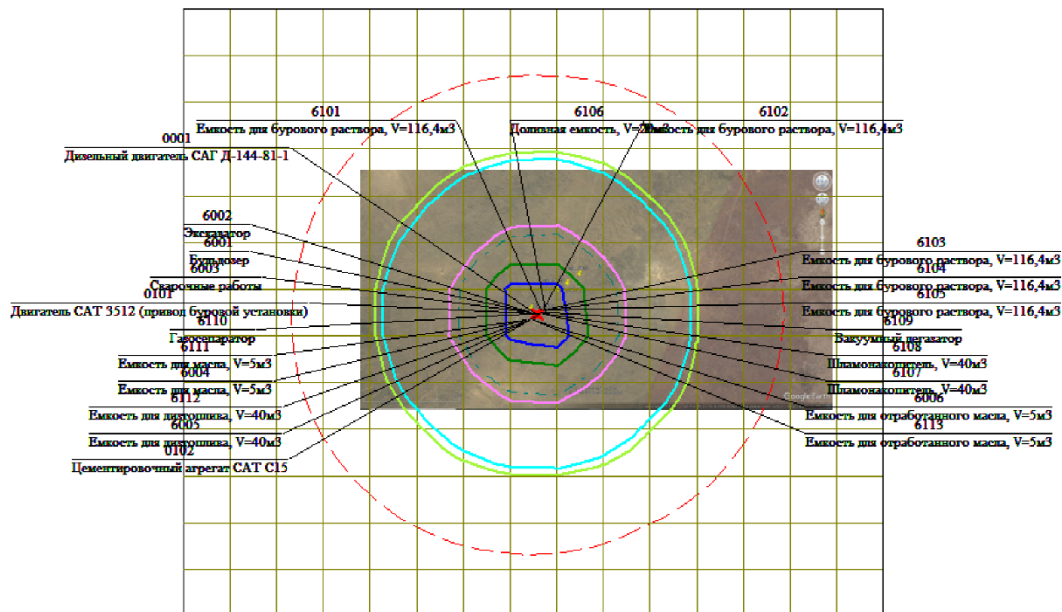 6101
Емкость для бурового раствора, V=116,4м3
6106
Доливная емкость,
6102
Емкость для бурового раствора, V=116,4м3
0001
Дизельный двигатель САГ Д-144-81-1
6002
Экскаватор
6001
Бульдозер
6003
Сварочные работы
0101
Двигатель САТ 3512 (привод буровой установки)
6110
Газосепаратор
6111
Емкость для масла, V=5м3
6004
Емкость для масла, V=5м3
6112
Емкость для дизтоплива, V=40м3
6005
Емкость для дизтоплива, V=40м3
0102
Цементировочный агрегат САТ С15
6103
Емкость для бурового раствора, V=116,4м3
6104
Емкость для бурового раствора, V=116,4м3
6105
Емкость для бурового раствора, V=116,4м3
6109
Вакуумный дегазатор
6108
Шламонакопитель, V=40м3
6107
Шламонакопитель, V=40м3
6006
Емкость для отработанного масла, V=5м3
6113
Емкость для отработанного масла, V=5м3
Google Earth